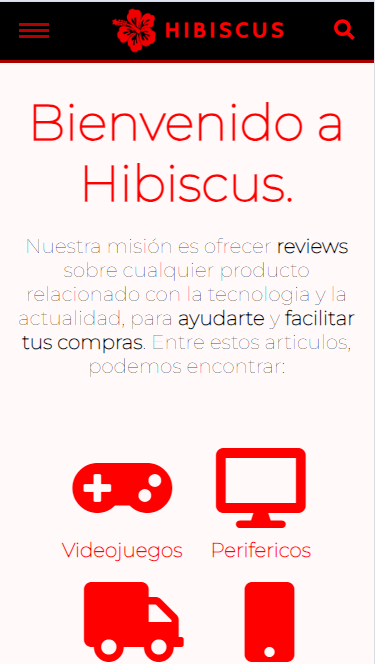 HIBISCUS
Bienvenido a
Hibiscus.
Nuestra misión es ofrecer reviews
sobre cualquier producto
relacionado con la tecnologia y la
actualidad, para ayudarte y facilitar
tus compras. Entre estos articulos,
podemos encontrar:
Videojuegos
Perifericos